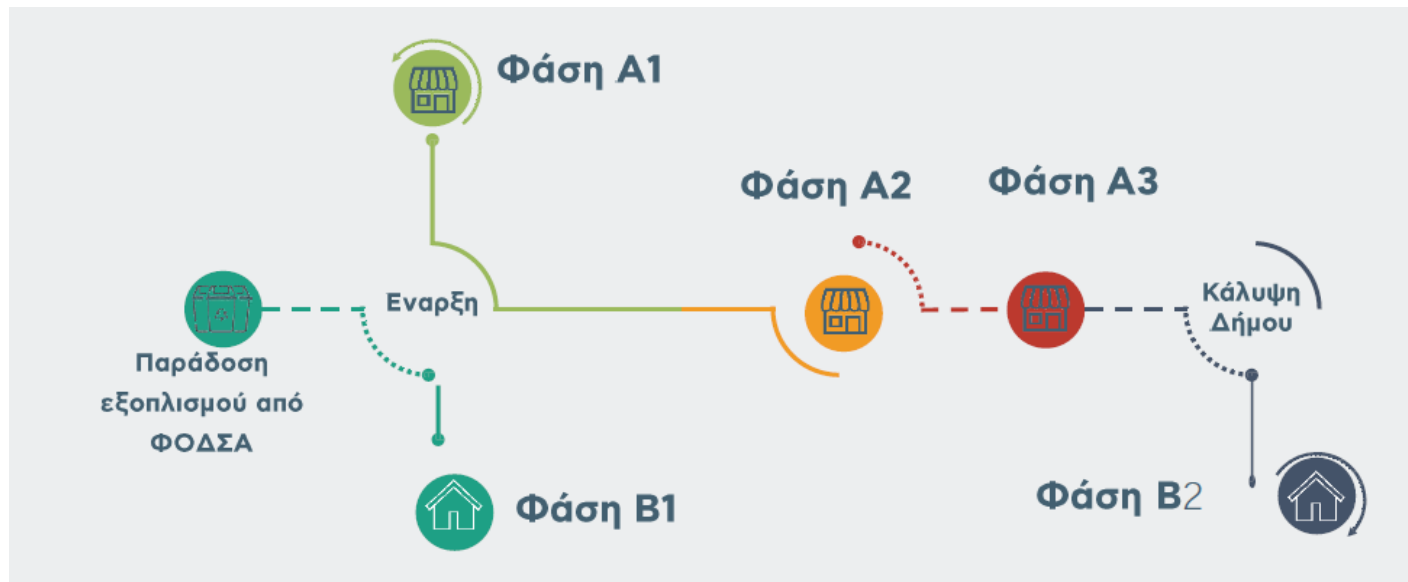 Φάση Α1
Φάση Α2
Φάση Α3
Εναρξη
Κάλυψη
Δήμου
Παράδοση
εξοπλισμού από
ΦΟΔΣΑ
Φάση Β1
Φάση Β2